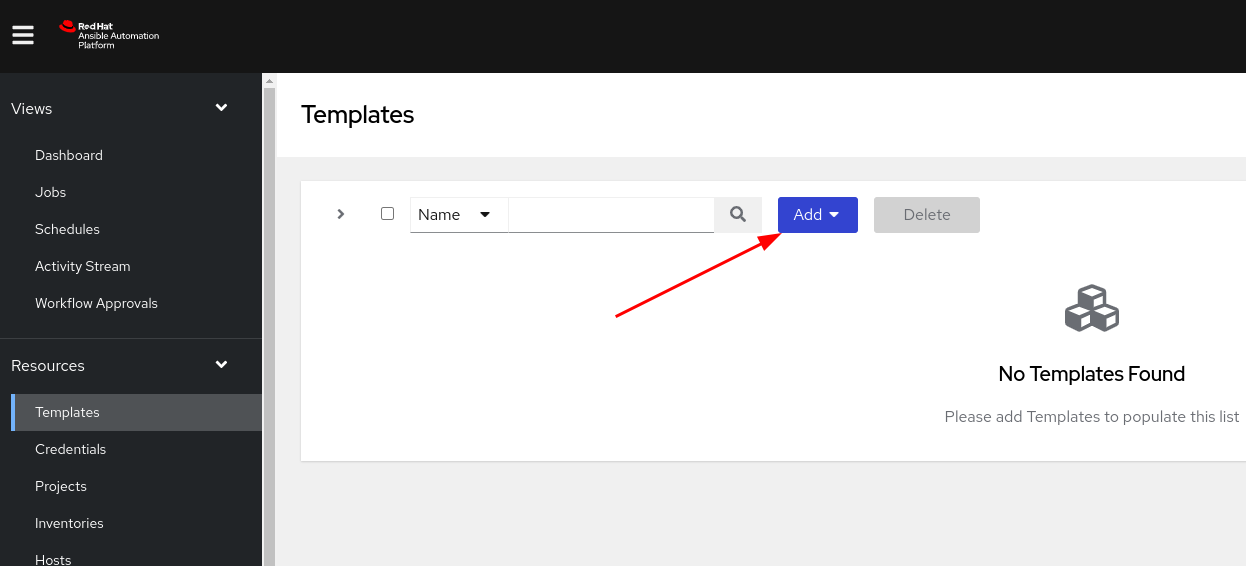 Red Hat
Ansible Automation
Platform
Views
Dashboard
Jobs
Schedules
Activity Stream
Workflow Approvals
Resources
Templates
Credentials
Projects
Inventories
Hosts
Templates
Name
Add
Delete
No Templates Found
Please add Templates to populate this list